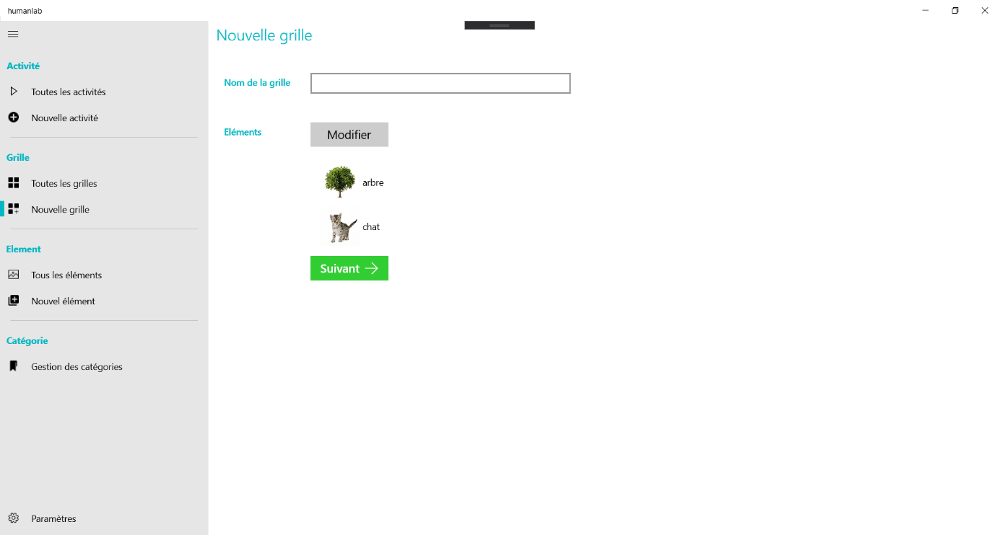 humanlab
Activité
Toutes les activités
Nouvelle activité
Grille
Toutes les grilles
Nouvelle grille
Element
Tous les éléments
Nouvel élément
Catégorie
Gestion des catégories
Paramètres
Nouvelle grille
Nom de la grille
Eléments
Modifier
arbre
chat
Suivant